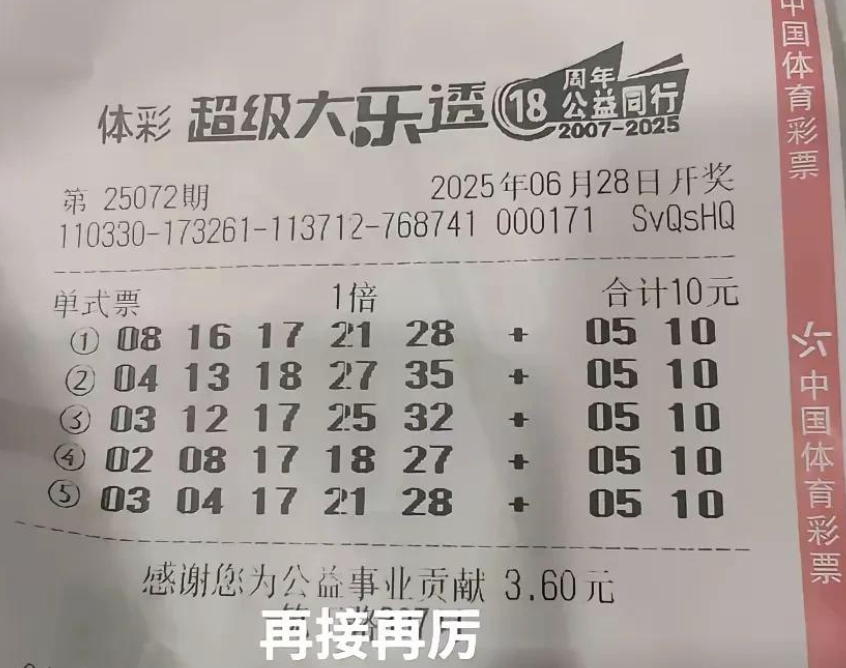 体彩 超级大乐透 18 周年 公益同行 2007-2025
第 25072期 2025年06月28日开奖
110330-173261-113712-768741 000171 SvQsHQ
单式票 1倍 合计10元
① 08 16 17 21 28 + 05 10
② 04 13 18 27 35 + 05 10
③ 03 12 17 25 32 + 05 10
④ 02 08 17 18 27 + 05 10
⑤ 03 04 17 21 28 + 05 10
感谢您为公益事业贡献 3.60元
再接再厉
中国体育彩票
中国体育彩票